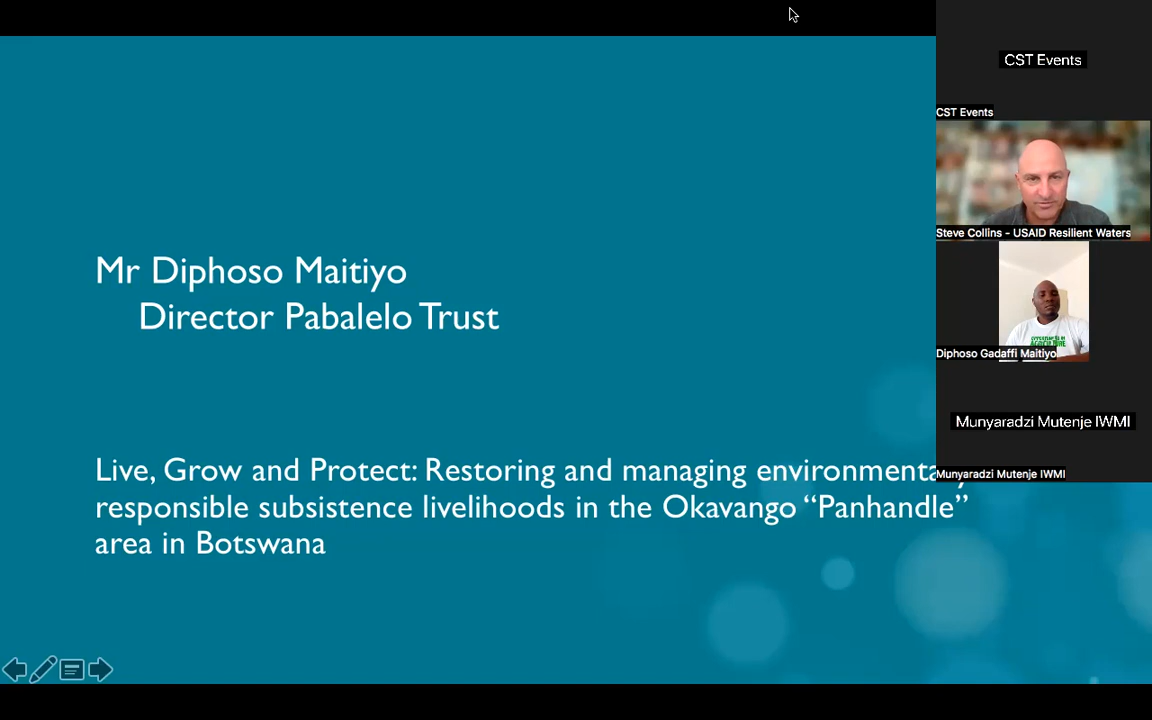 CST Events
CST Events
Steve Collins - USAID Resilient Waters
Mr Diphoso Maitiyo
Director Pabalelo Trust
AGRICULTURE
Diphoso Gadaffi Maitiyo
Munyaradzi Mutenje IWMI
Live, Grow and Protect: Restoring and managing environmenta
Munyaradzi Mutenje IWMI
responsible subsistence livelihoods in the Okavango “Panhandle”
area in Botswana